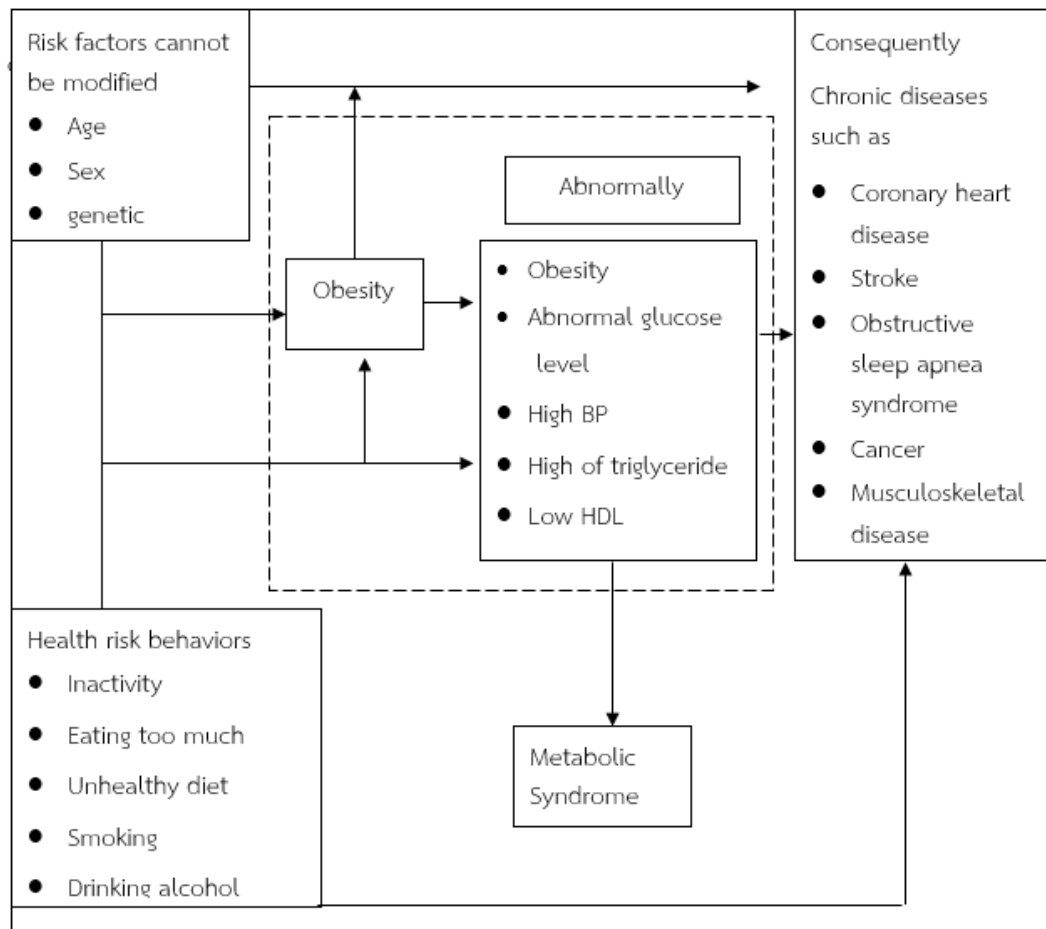 Risk factors cannot
be modified
● Age
● Sex
● genetic
Obesity
Abnormally
● Obesity
● Abnormal glucose
level
● High BP
● High of triglyceride
● Low HDL
Consequently
Chronic diseases
such as
● Coronary heart
disease
● Stroke
● Obstructive
sleep apnea
syndrome
● Cancer
● Musculoskeletal
disease
Health risk behaviors
● Inactivity
● Eating too much
● Unhealthy diet
● Smoking
● Drinking alcohol
Metabolic
Syndrome